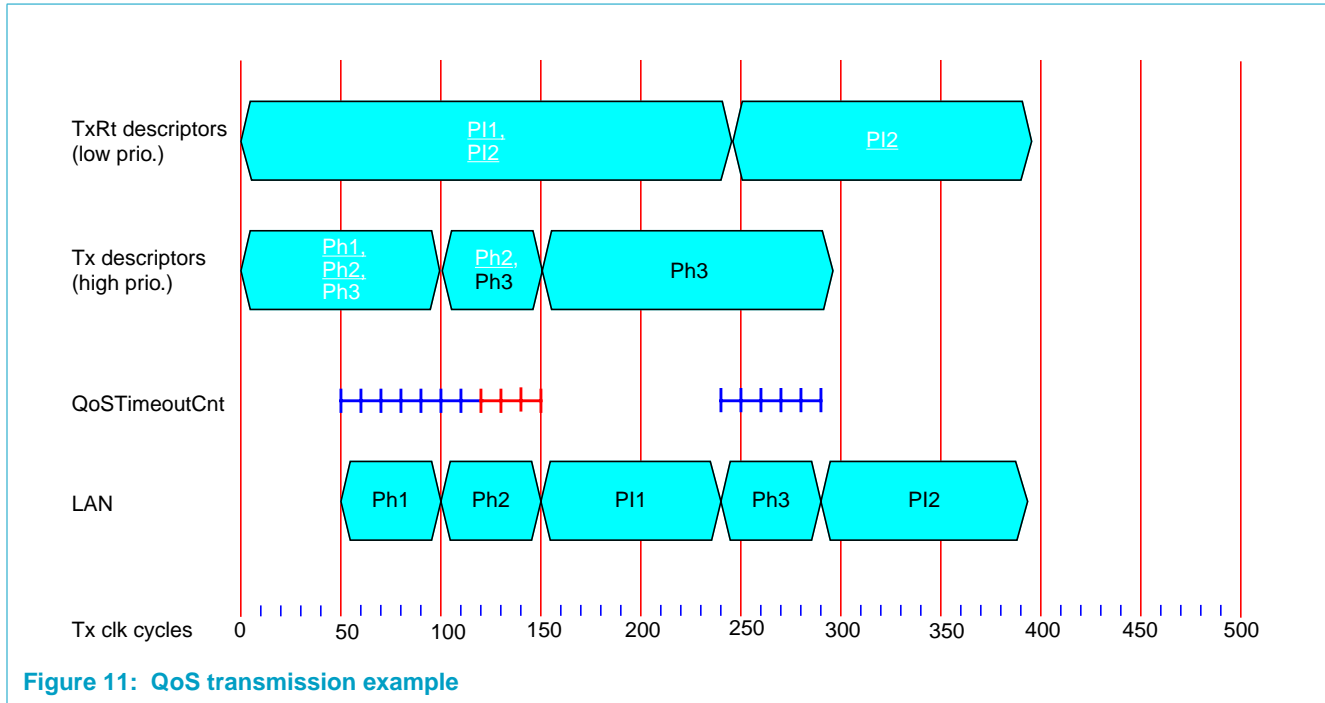 TxRt descriptors
(low prio.)
Pl1,
Pl2
Pl2
Tx descriptors
(high prio.)
Ph1,
Ph2,
Ph3
Ph2,
Ph3
Ph3
QoSTimeoutCnt
LAN
Ph1
Ph2
Pl1
Ph3
Pl2
Tx clk cycles
0
50
100
150
200
250
300
350
400
450
500
Figure 11: QoS transmission example